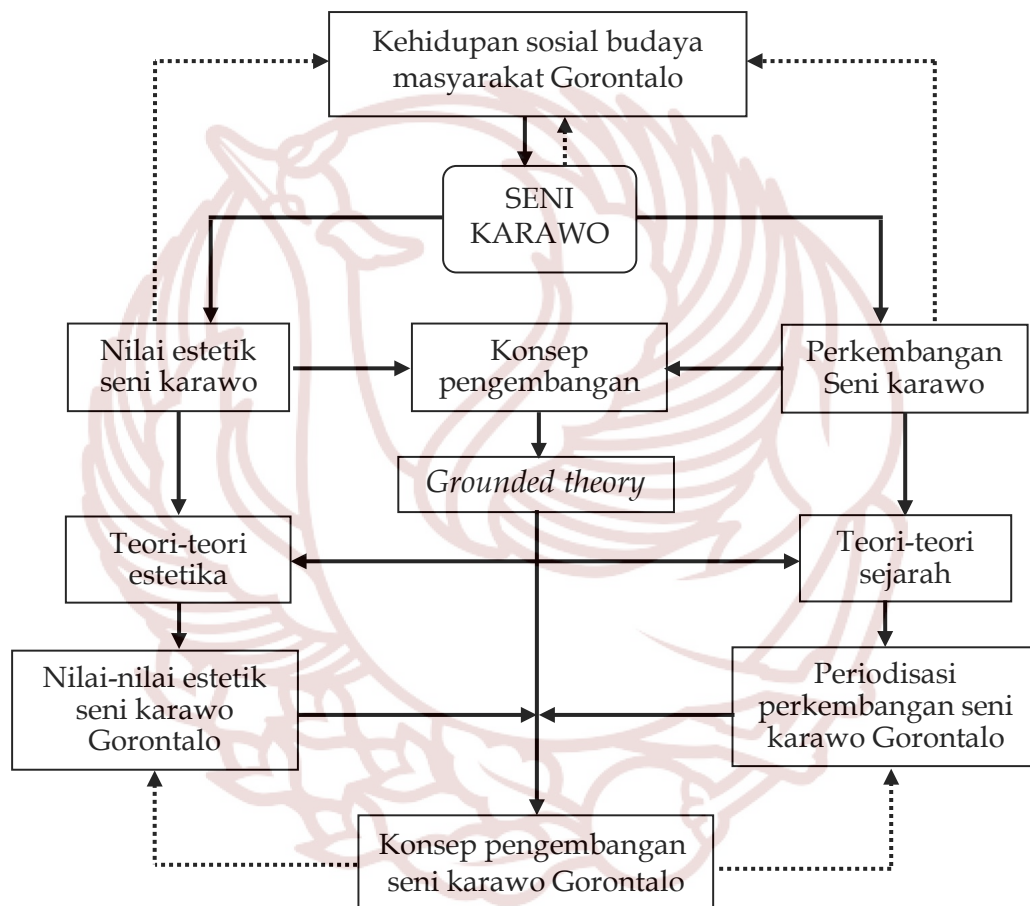 Kehidupan sosial budaya
masyarakat Gorontalo
SENI
KARAWO
Nilai estetik
seni karawo
Konsep
pengembangan
Perkembangan
Seni karawo
Grounded theory
Teori-teori
estetika
Teori-teori
sejarah
Nilai-nilai estetik
seni karawo
Gorontalo
Periodisasi
perkembangan seni
karawo Gorontalo
Konsep pengembangan
seni karawo Gorontalo